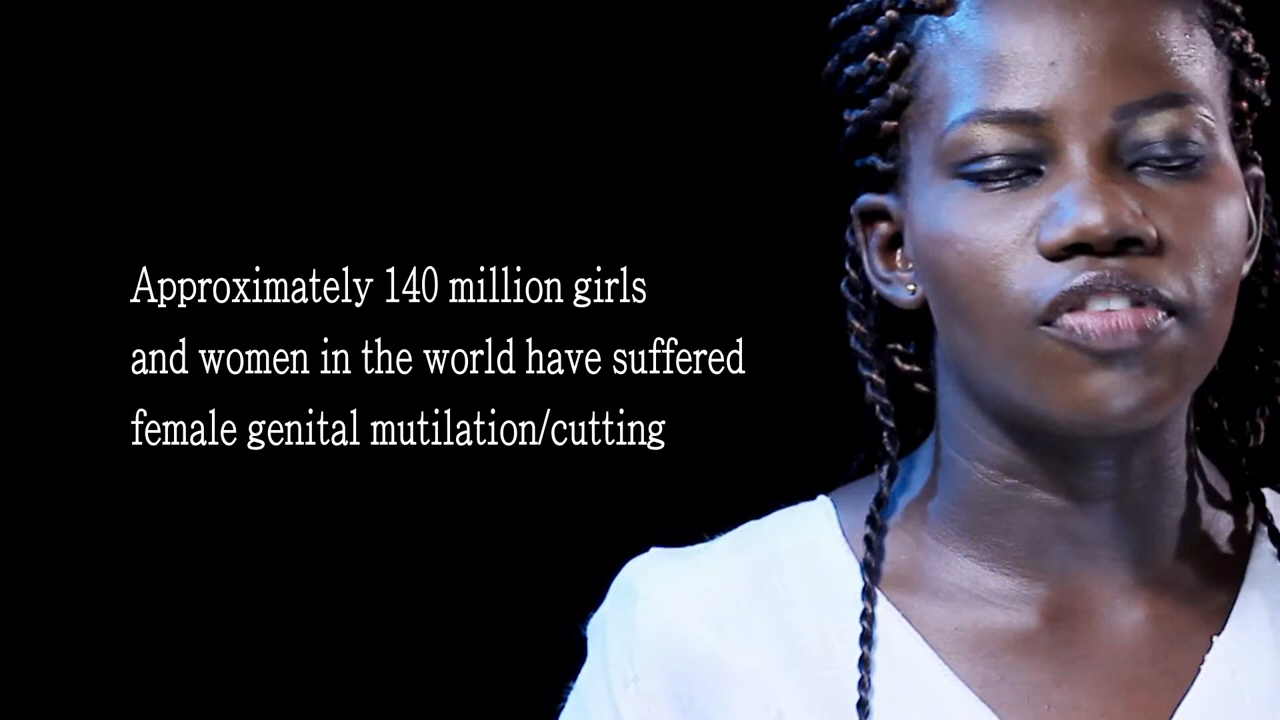 Approximately 140 million girls
and women in the world have suffered
female genital mutilation/cutting